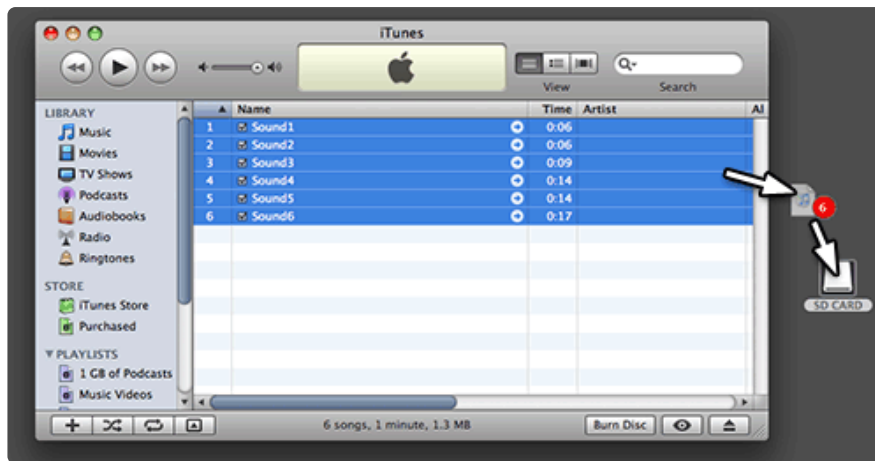 iTunes
View
Search
LIBRARY
Music
Movies
TV Shows
Podcasts
Audiobooks
Radio
Ringtones
STORE
iTunes Store
Purchased
PLAYLISTS
1 GB of Podcasts
Music Videos
Name Time Artist Al
1 Sound1 0:06
2 Sound2 0:06
3 Sound3 0:09
4 Sound4 0:14
5 Sound5 0:14
6 Sound6 0:17
6
SD CARD
6 songs, 1 minute, 1.3 MB
Burn Disc